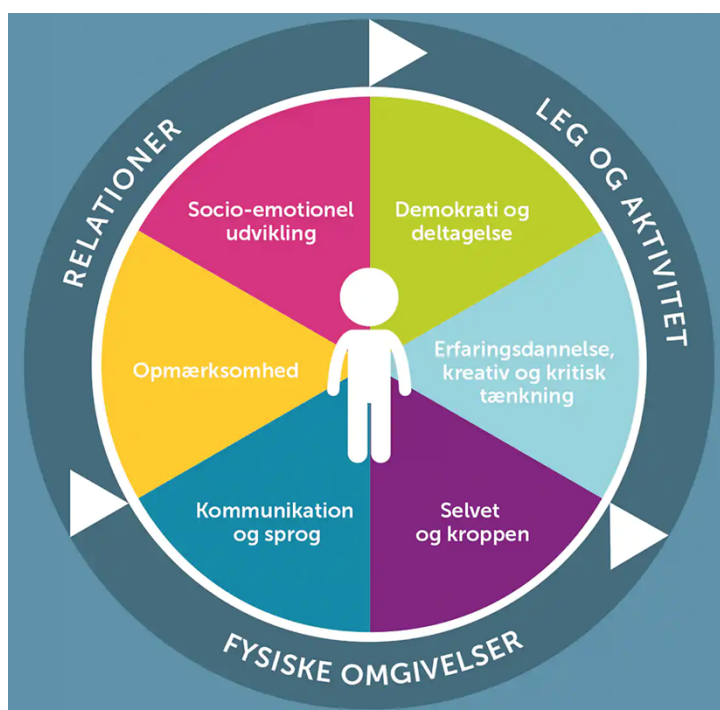 RELATIONER
LEG OG AKTIVITET
Socio-emotionel
udvikling
Demokrati og
deltagelse
Opmærksomhed
Erfaringsdannelse,
kreativ og kritisk
tænkning
Kommunikation
og sprog
Selvet
og kroppen
FYSISKE OMGIVELSER